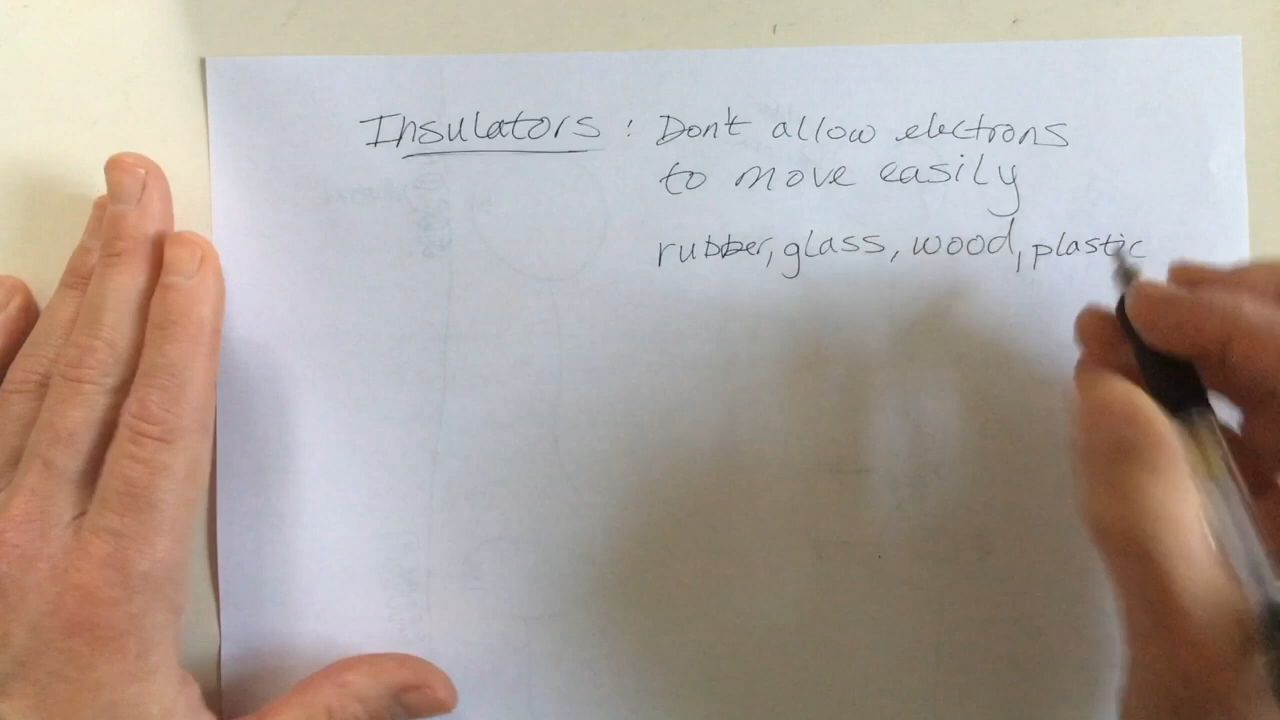 Insulators : Don't allow electrons
to move easily
rubber, glass, wood, plastic